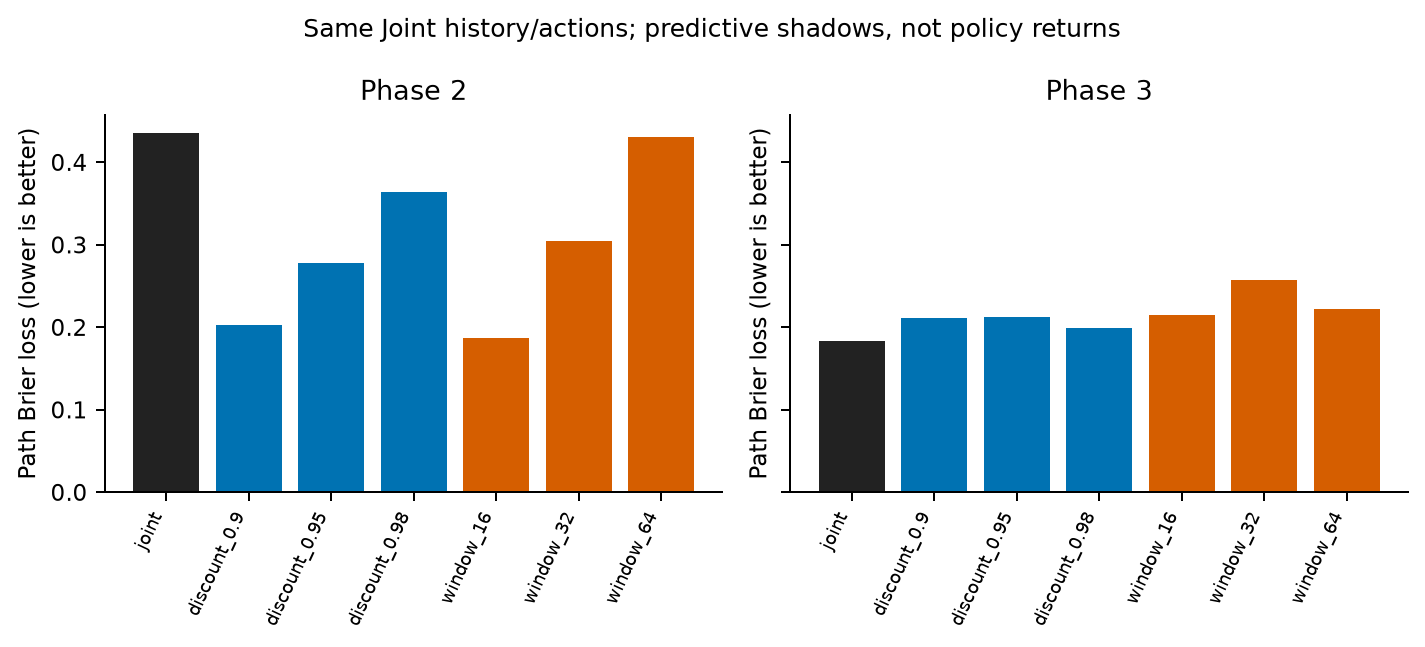 Same Joint history/actions; predictive shadows, not policy returns
Phase 2
Path Brier loss (lower is better)
0.4
0.3
0.2
0.1
0.0
joint
discount_0.9
discount_0.95
discount_0.98
window_16
window_32
window_64
Phase 3
Path Brier loss (lower is better)
joint
discount_0.9
discount_0.95
discount_0.98
window_16
window_32
window_64